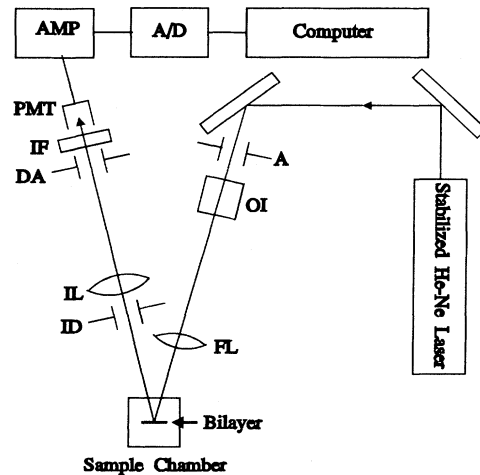 AMP
A/D
Computer
PMT
IF
DA
A
OI
Stabilized He-Ne Laser
IL
ID
FL
Bilayer
Sample Chamber